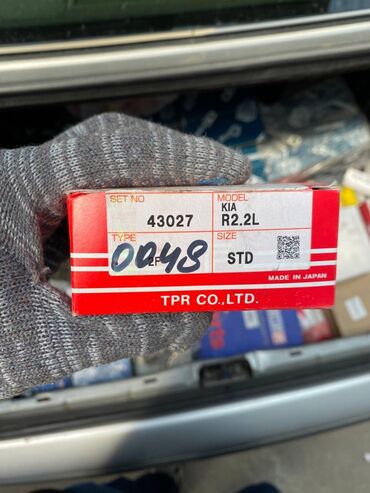 SET NO
MODEL
KIA
43027
R2.2L
TYPE
SIZE
0048
STD
MADE IN JAPAN
TPR CO.,LTD.